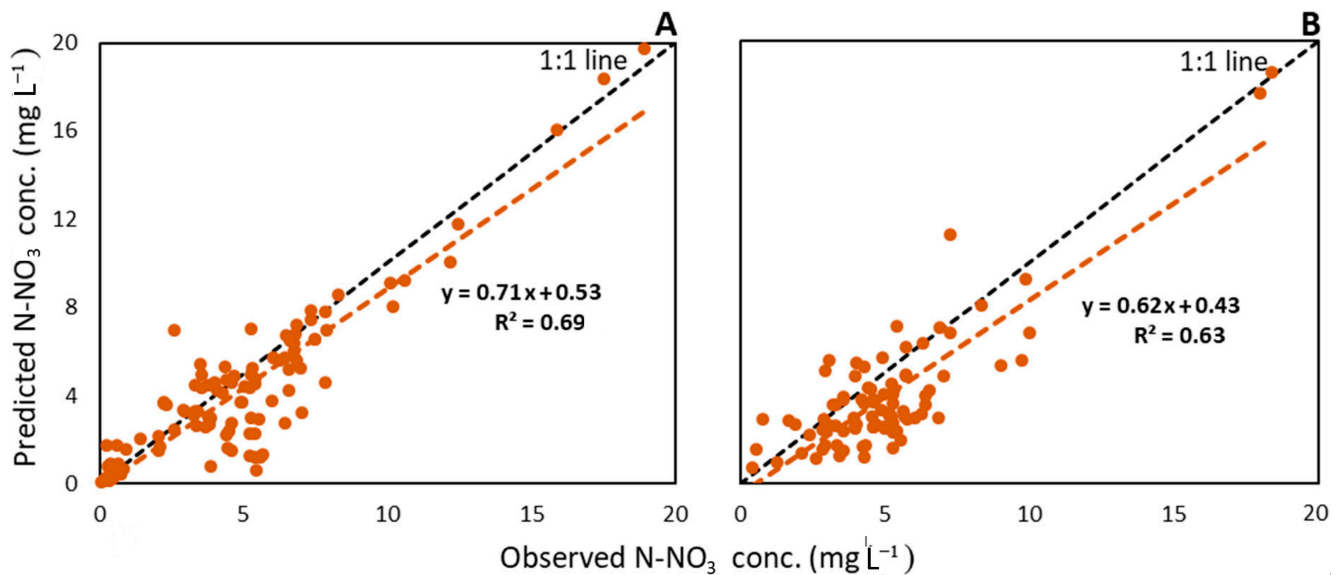 A
B
1:1 line
1:1 line
20
16
12
8
4
0
Predicted N-NO₃ conc. (mg L⁻¹)
y = 0.71x + 0.53
R² = 0.69
y = 0.62x + 0.43
R² = 0.63
0 5 10 15 20
0 5 10 15 20
Observed N-NO₃ conc. (mg L⁻¹)